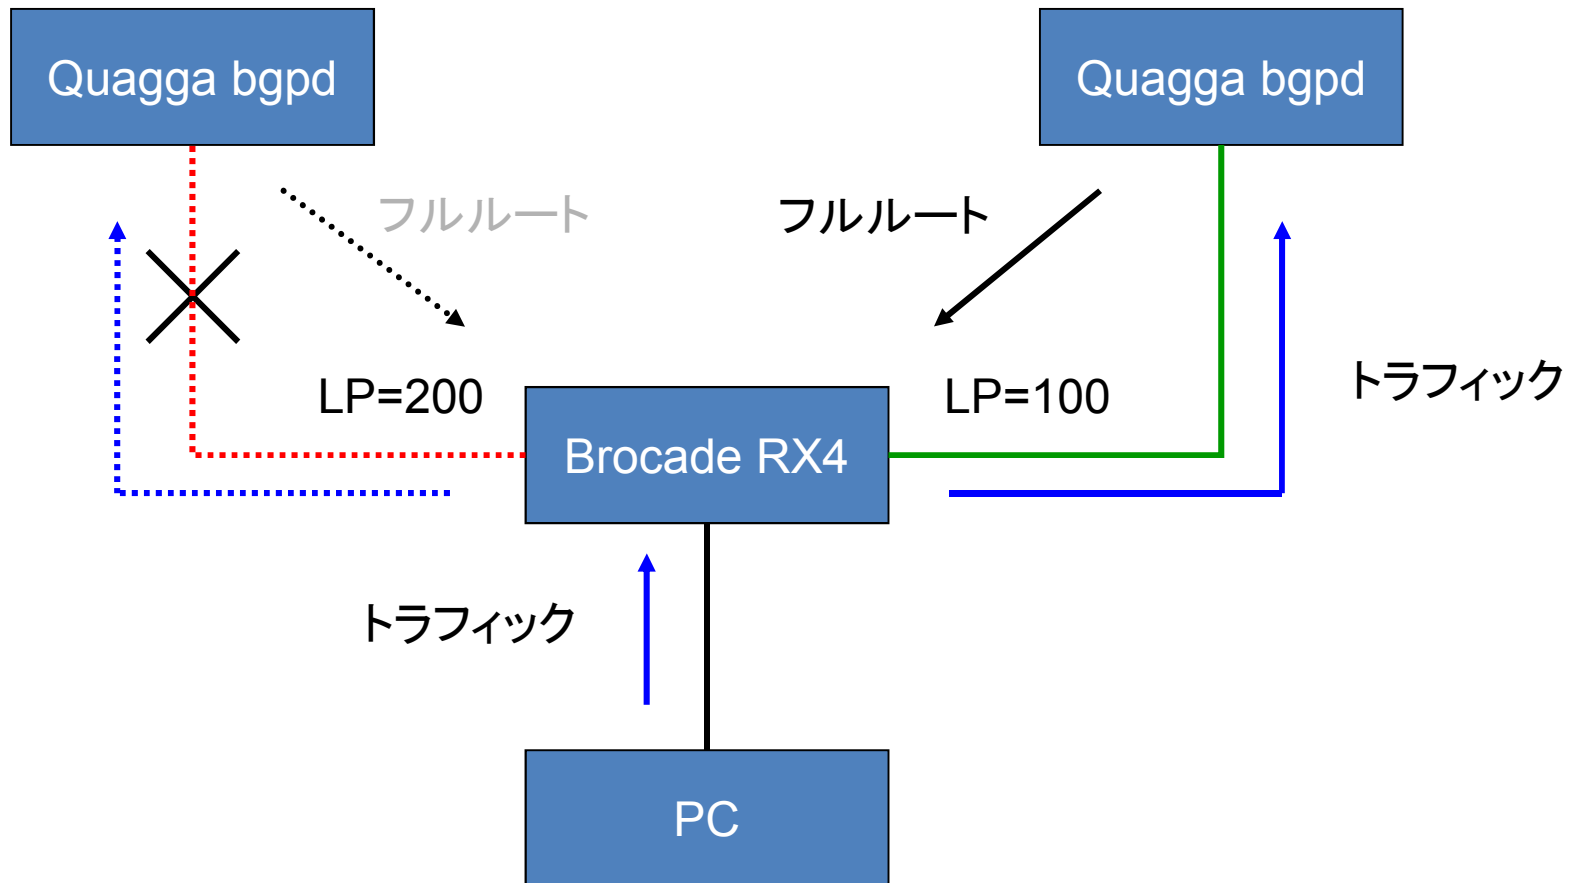 Quagga bgpd
Quagga bgpd
フルルート
フルルート
トラフィック
LP=200
LP=100
Brocade RX4
トラフィック
PC